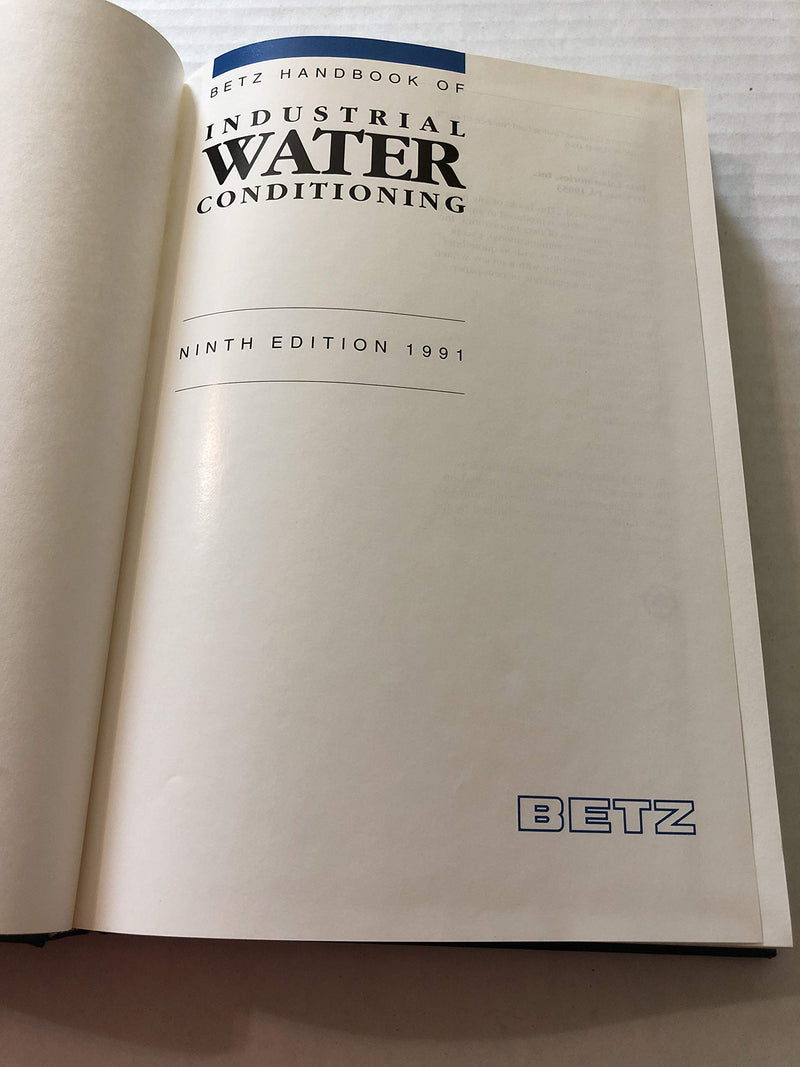 BETZ HANDBOOK OF
INDUSTRIAL
WATER
CONDITIONING
NINTH EDITION 1991
BETZ